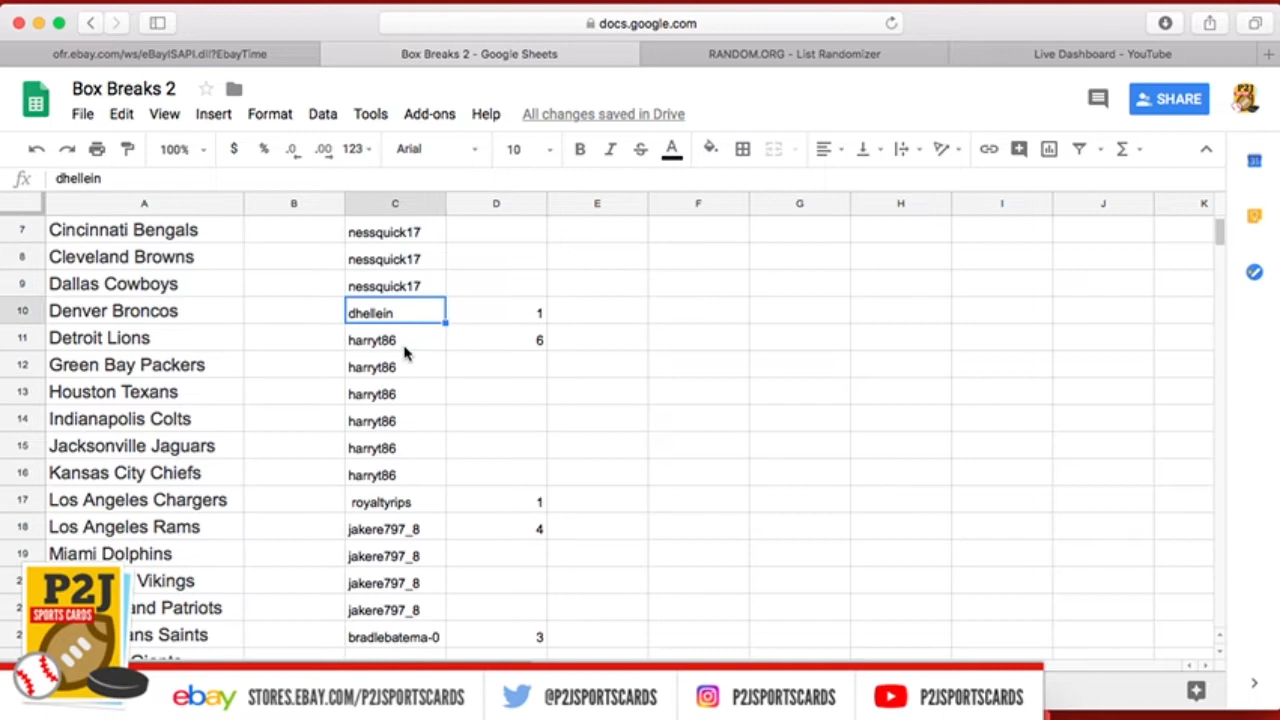 docs.google.com
ofr.ebay.com/ws/eBayISAPI.dll?EbayTime
Box Breaks 2 - Google Sheets
RANDOM.ORG - List Randomizer
Live Dashboard - YouTube
Box Breaks 2
File Edit View Insert Format Data Tools Add-ons Help All changes saved in Drive
SHARE
100% $ % .0 .00 123 Arial 10 B I S A Σ
fx dhellein
A B C D E F G H I J K
7 Cincinnati Bengals nessquick17
8 Cleveland Browns nessquick17
9 Dallas Cowboys nessquick17
10 Denver Broncos dhellein 1
11 Detroit Lions harryt86 6
12 Green Bay Packers harryt86
13 Houston Texans harryt86
14 Indianapolis Colts harryt86
15 Jacksonville Jaguars harryt86
16 Kansas City Chiefs harryt86
17 Los Angeles Chargers royaltyrips 1
18 Los Angeles Rams jakere797_8 4
19 Miami Dolphins jakere797_8
Vikings jakere797_8
Patriots jakere797_8
Saints bradlebatema-0 3
P2J
SPORTS CARDS
ebay STORES.EBAY.COM/P2JSPORTSCARDS
@P2JSPORTSCARDS
P2JSPORTSCARDS
P2JSPORTSCARDS